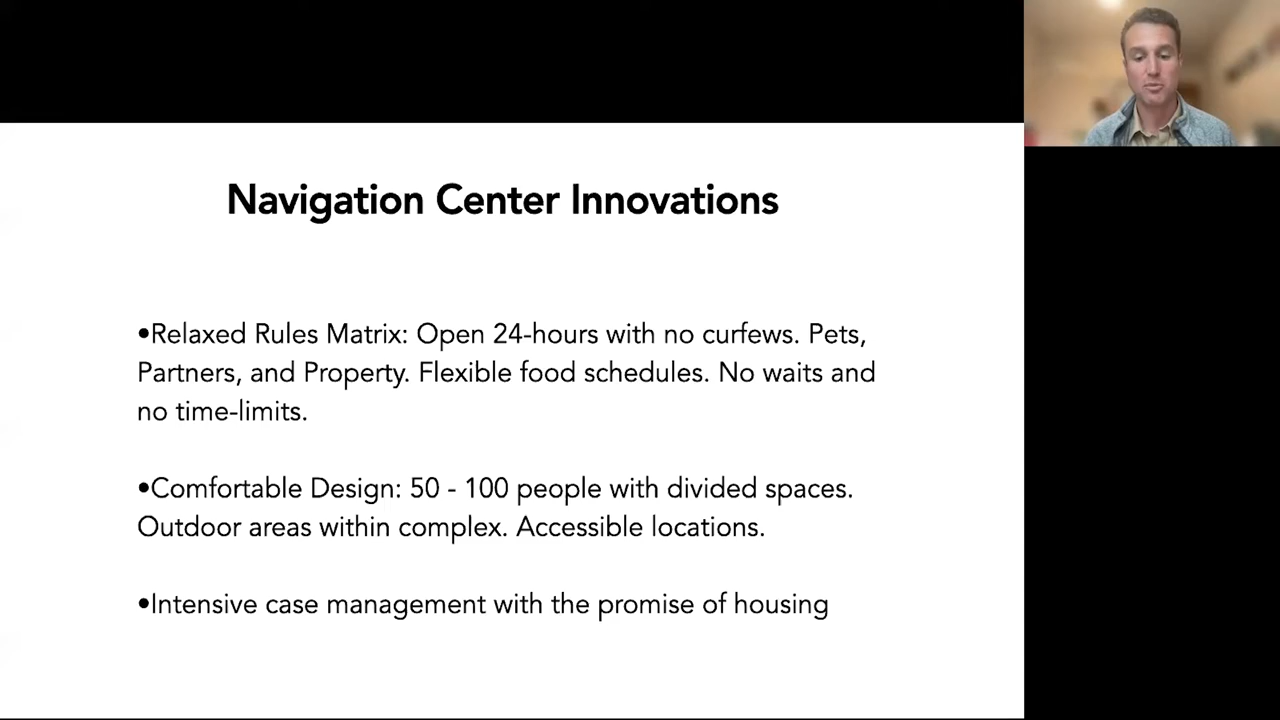 Navigation Center Innovations
•Relaxed Rules Matrix: Open 24-hours with no curfews. Pets,
Partners, and Property. Flexible food schedules. No waits and
no time-limits.
•Comfortable Design: 50 - 100 people with divided spaces.
Outdoor areas within complex. Accessible locations.
•Intensive case management with the promise of housing